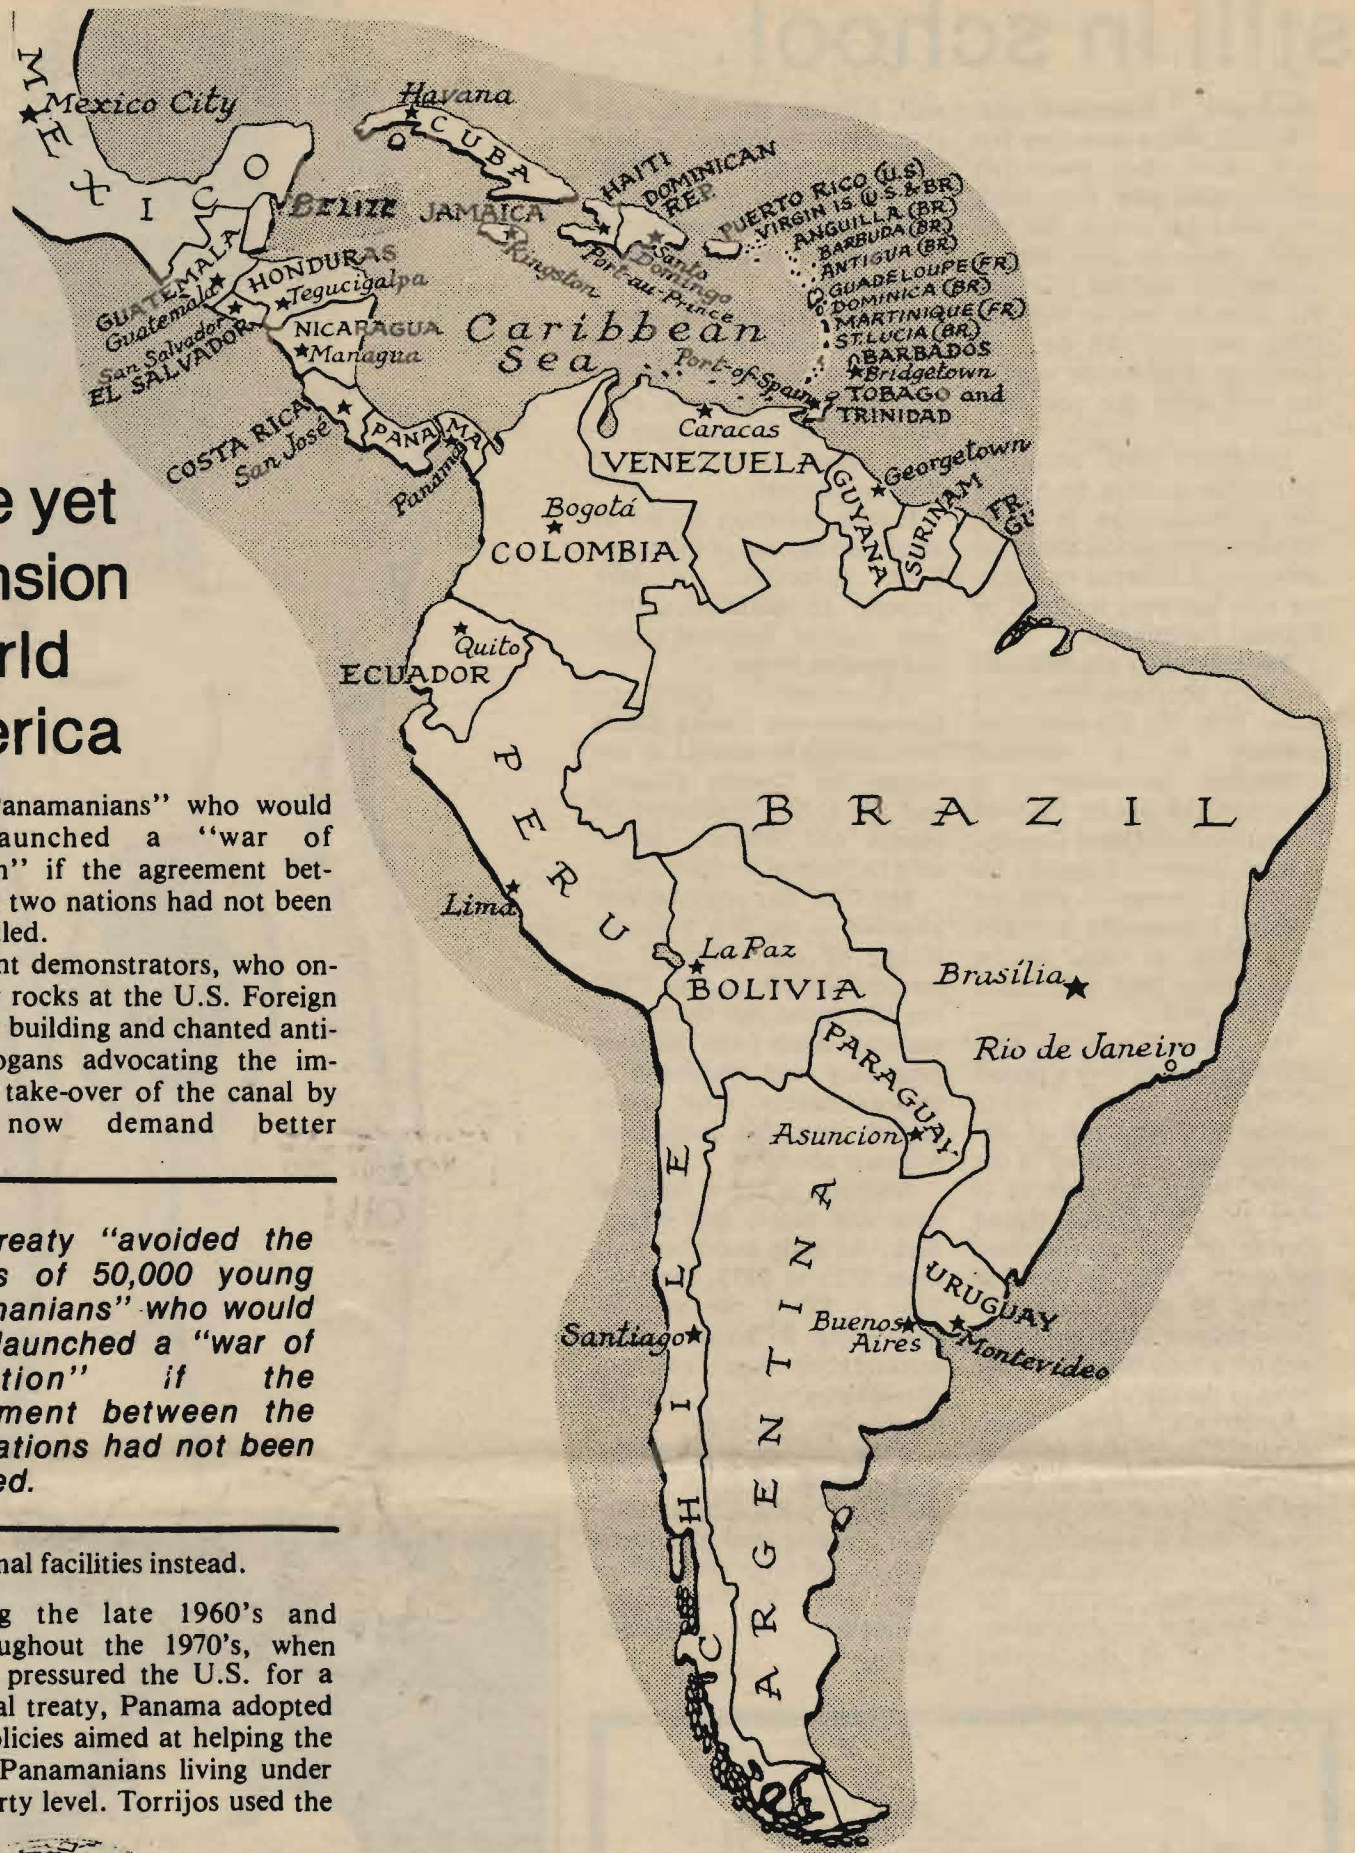 still in school
e yet
nsion
rld
erica
anamanians" who would
aunched a "war of
n" if the agreement bet-
two nations had not been
led.
nt demonstrators, who on-
rocks at the U.S. Foreign
building and chanted anti-
ogans advocating the im-
take-over of the canal by
now demand better
reaty "avoided the
s of 50,000 young
manians" who would
launched a "war of
tion" if the
ment between the
ations had not been
ed.
nal facilities instead.
g the late 1960's and
ughout the 1970's, when
pressured the U.S. for a
al treaty, Panama adopted
olicies aimed at helping the
Panamanians living under
rty level. Torrijos used the
MEXICO
Mexico City
Havana
CUBA
BELIZE
JAMAICA
Kingston
HAITI
Port-au-Prince
DOMINICAN
REP.
Santo
Domingo
PUERTO RICO (U.S)
VIRGIN IS (U.S.&BR)
ANGUILLA (BR)
BARBUDA (BR)
ANTIGUA (BR)
GUADELOUPE (FR)
DOMINICA (BR)
MARTINIQUE (FR)
ST. LUCIA (BR)
BARBADOS
Bridgetown
TOBAGO and
TRINIDAD
Port-of-Spain
GUATEMALA
Guatemala
HONDURAS
Tegucigalpa
San Salvador
EL SALVADOR
NICARAGUA
Managua
Caribbean
Sea
COSTA RICA
San José
PANAMA
Panama
Caracas
VENEZUELA
Georgetown
GUYANA
SURINAM
FR.
GU
Bogotá
COLOMBIA
Quito
ECUADOR
PERU
Lima
BRAZIL
Brasília
Rio de Janeiro
La Paz
BOLIVIA
PARAGUAY
Asuncion
CHILE
Santiago
ARGENTINA
Buenos
Aires
URUGUAY
Montevideo